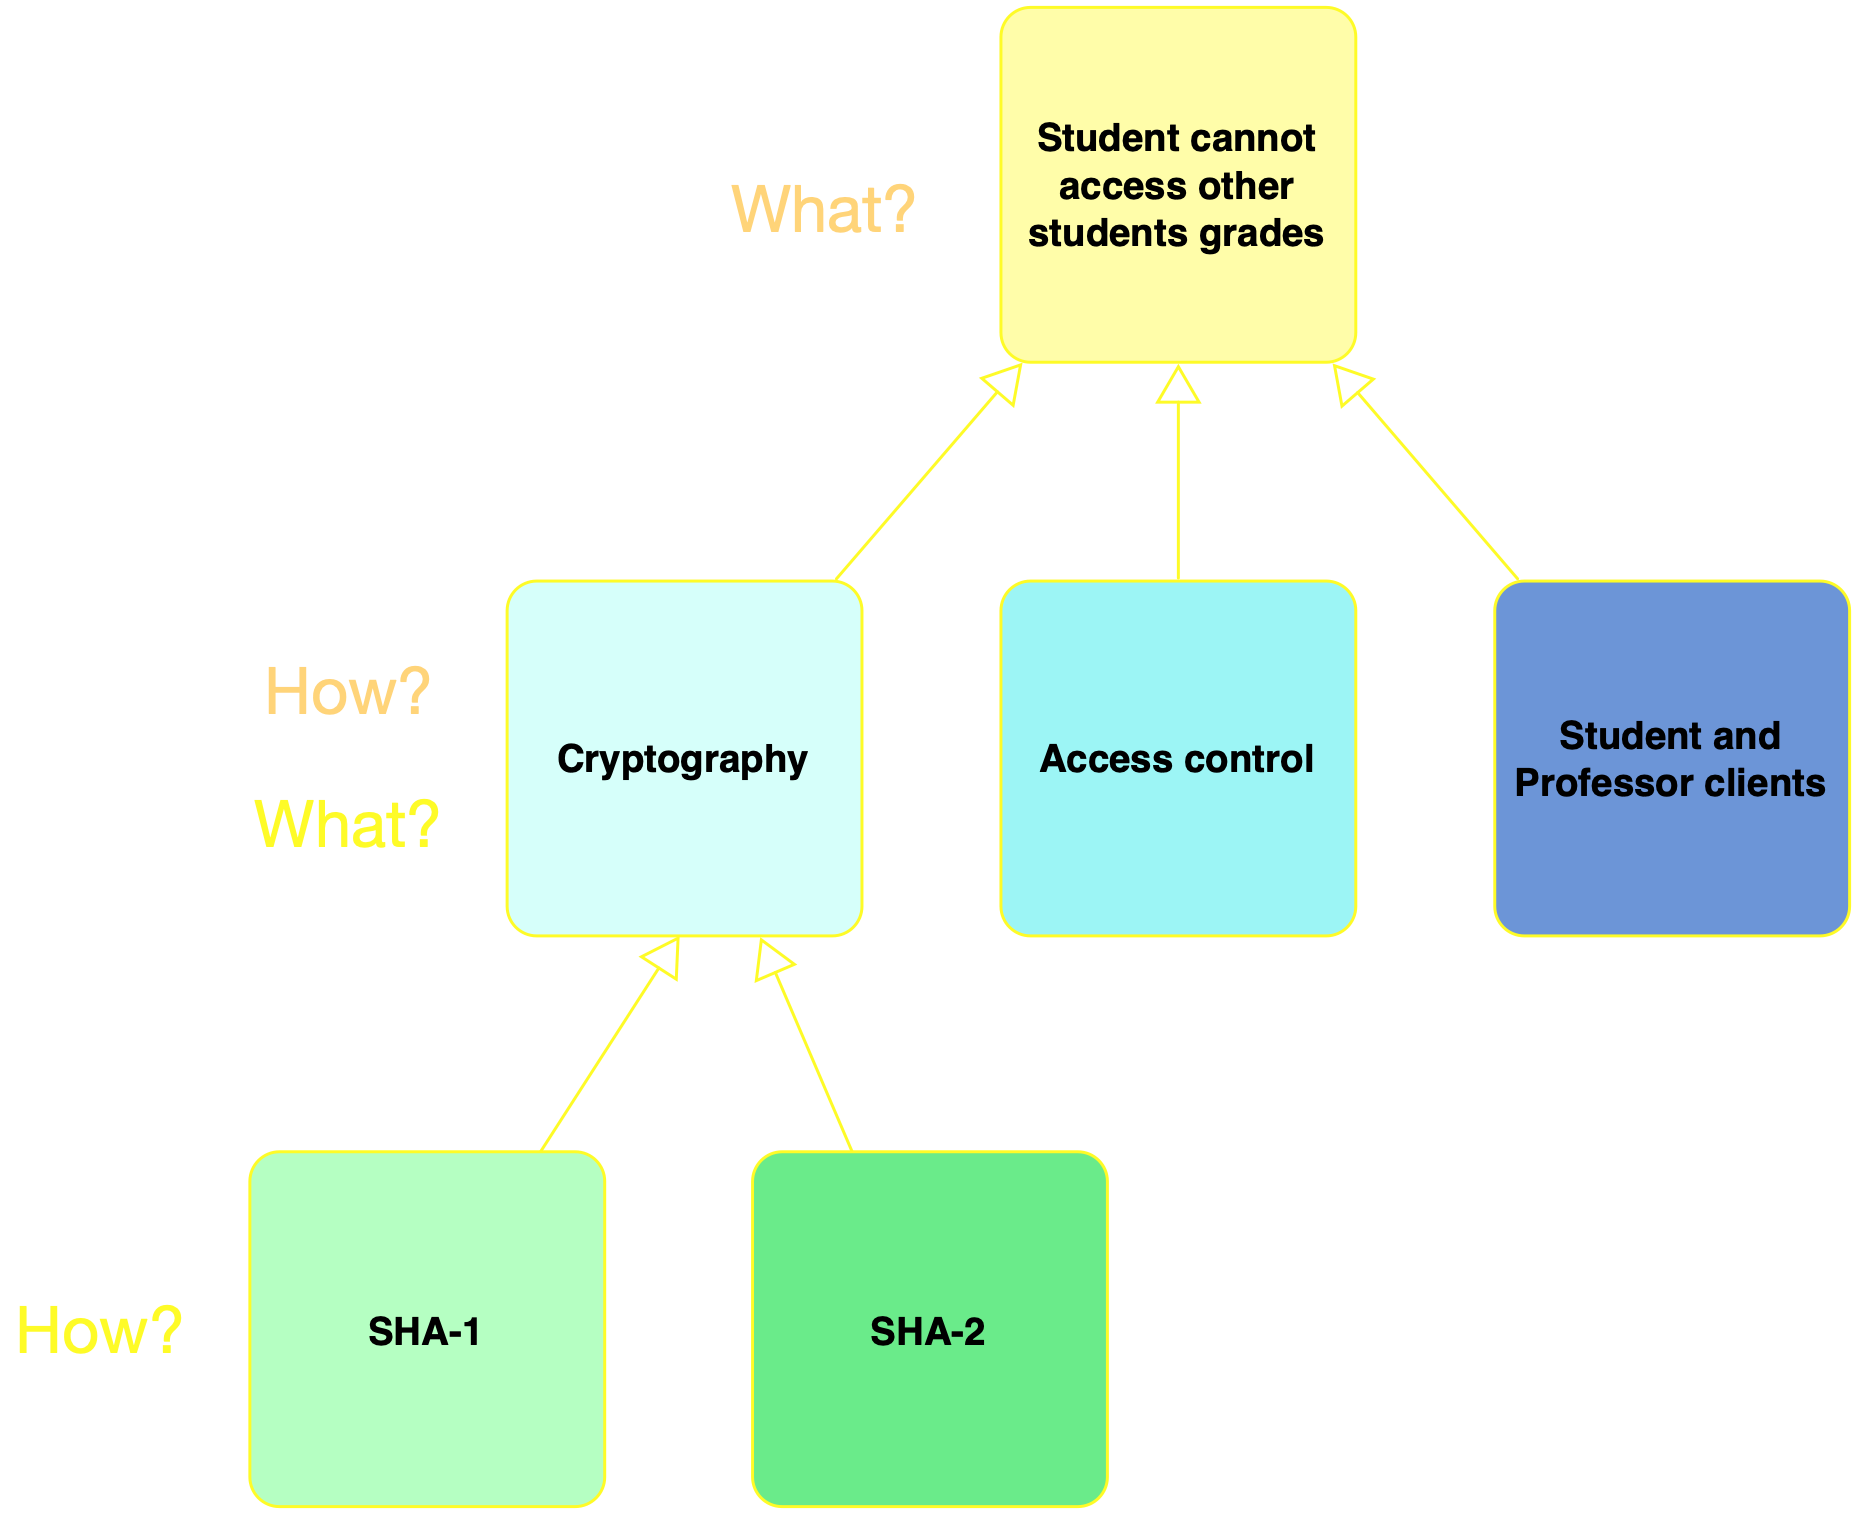 Student cannot
access other
students grades
What?
How?
What?
Cryptography
Access control
Student and
Professor clients
How?
SHA-1
SHA-2